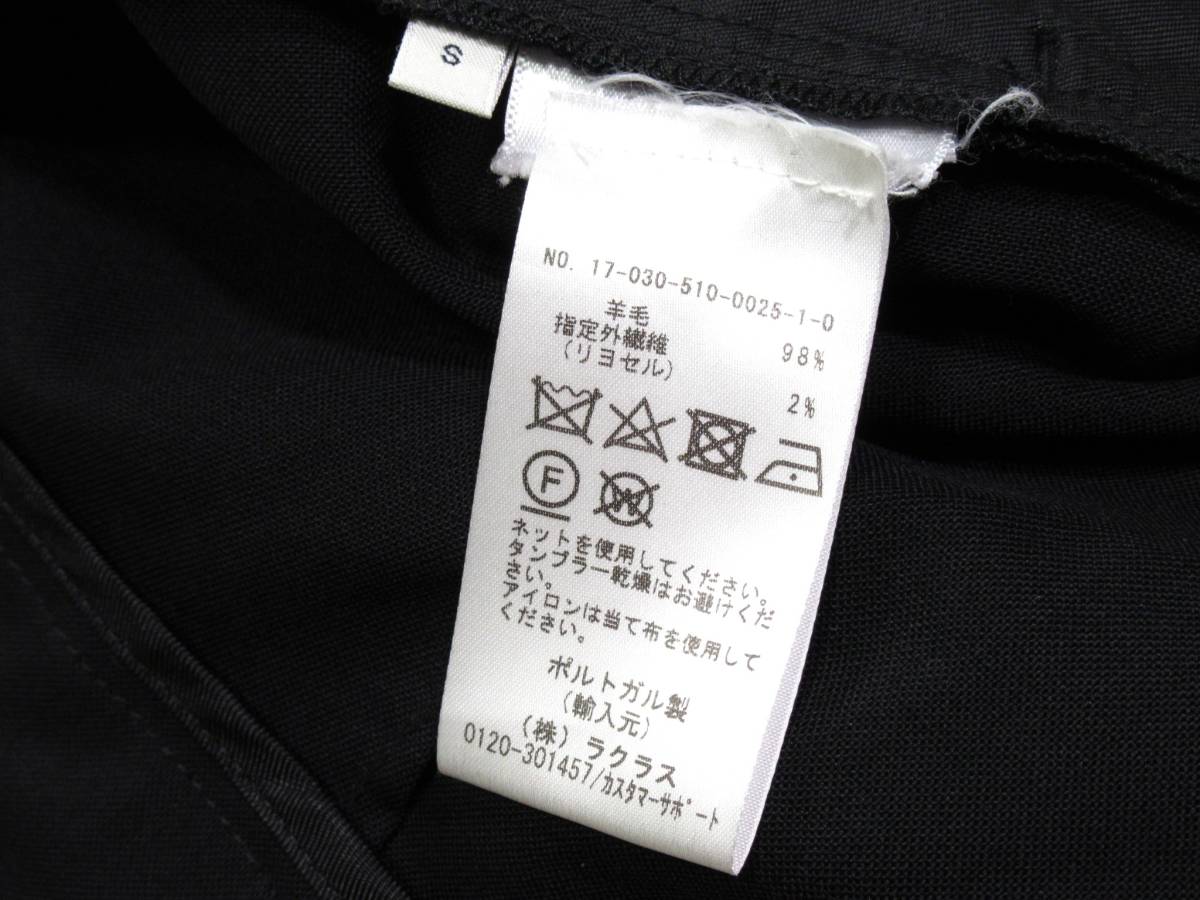 S
NO. 17-030-510-0025-1-0
羊毛 98%
指定外繊維
(リヨセル) 2%
F
W
ネットを使用してください。
タンブラー乾燥はお避けくだ
さい。
アイロンは当て布を使用して
ください。
ポルトガル製
(輸入元)
(株) ラクラス
0120-301457/カスタマーサポート